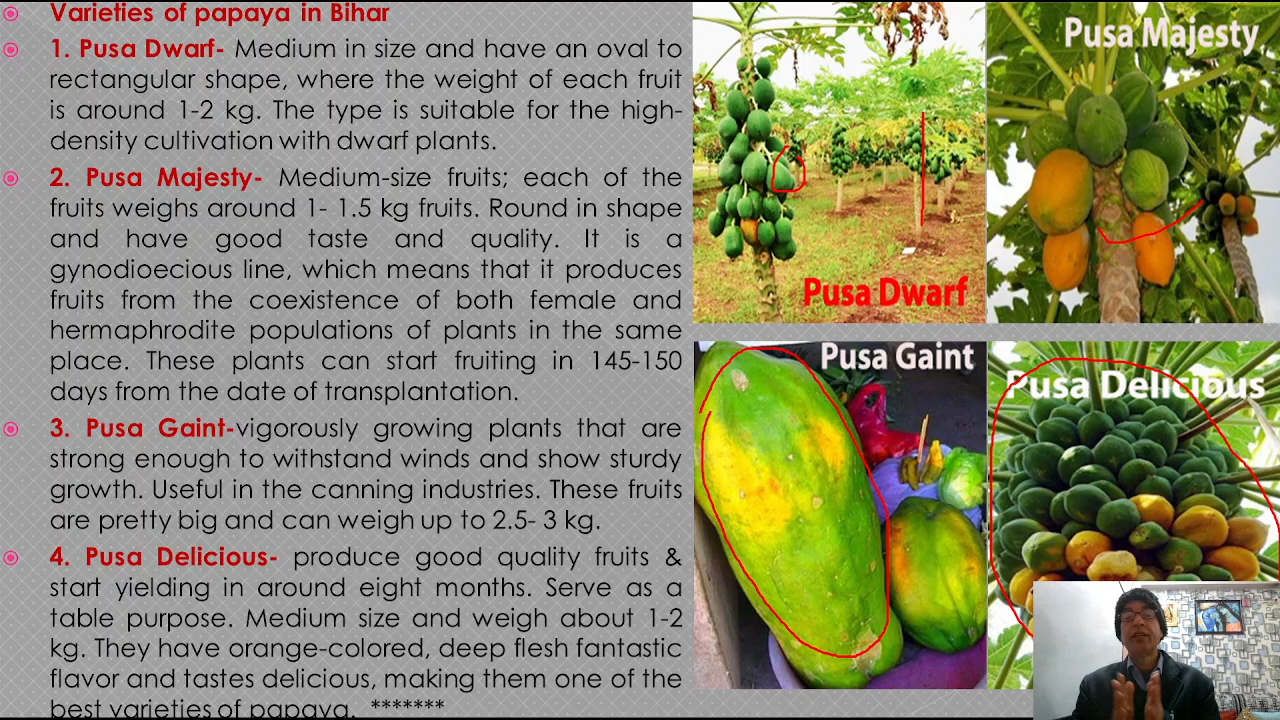 Varieties of papaya in Bihar
1. Pusa Dwarf- Medium in size and have an oval to
rectangular shape, where the weight of each fruit
is around 1-2 kg. The type is suitable for the high-
density cultivation with dwarf plants.
2. Pusa Majesty- Medium-size fruits; each of the
fruits weighs around 1- 1.5 kg fruits. Round in shape
and have good taste and quality. It is a
gynodioecious line, which means that it produces
fruits from the coexistence of both female and
hermaphrodite populations of plants in the same
place. These plants can start fruiting in 145-150
days from the date of transplantation.
3. Pusa Gaint-vigorously growing plants that are
strong enough to withstand winds and show sturdy
growth. Useful in the canning industries. These fruits
are pretty big and can weigh up to 2.5- 3 kg.
4. Pusa Delicious- produce good quality fruits &
start yielding in around eight months. Serve as a
table purpose. Medium size and weigh about 1-2
kg. They have orange-colored, deep flesh fantastic
flavor and tastes delicious, making them one of the
best varieties of papaya. *******
Pusa Dwarf
Pusa Majesty
Pusa Gaint
Pusa Delicious